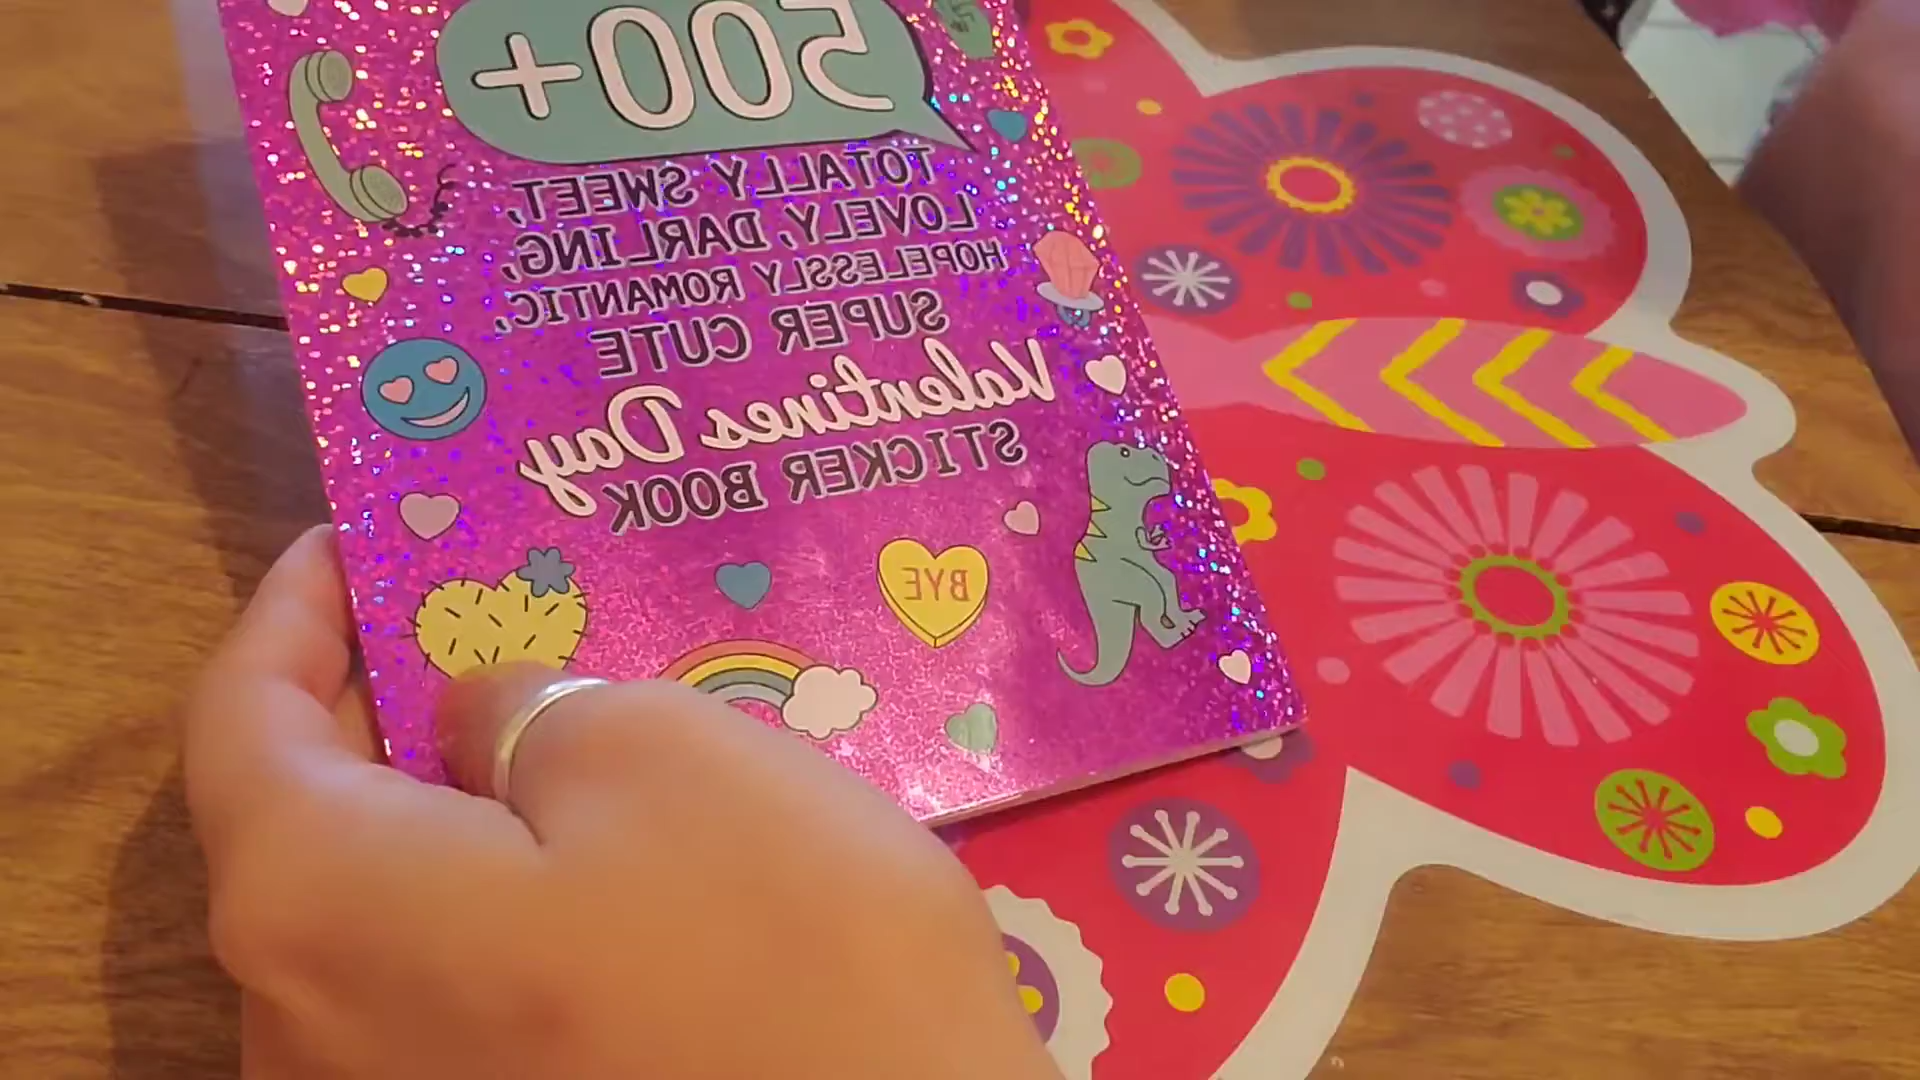 500+
TOTALLY SWEET,
LOVELY, DARLING,
HOPELESSLY ROMANTIC,
SUPER CUTE
Valentines Day
STICKER BOOK
BYE